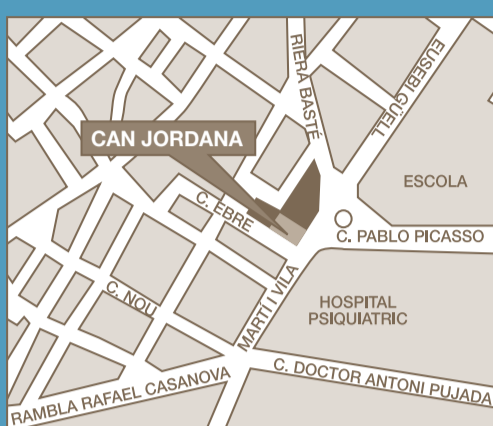 RIERA BASTÉ
EUSEBI GÜELL
CAN JORDANA
ESCOLA
C. EBRE
C. PABLO PICASSO
C. NOU
MARTÍ I VILA
HOSPITAL
PSIQUIATRIC
RAMBLA RAFAEL CASANOVA
C. DOCTOR ANTONI PUJADA